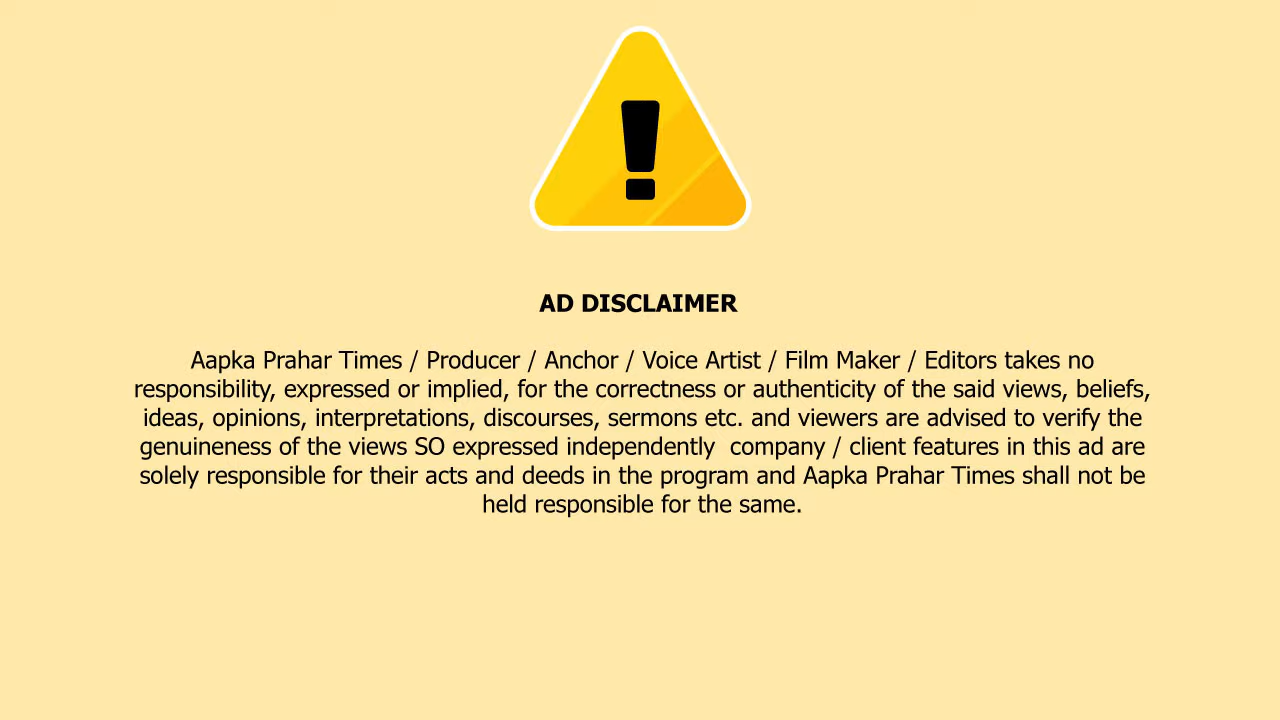 AD DISCLAIMER
Aapka Prahar Times / Producer / Anchor / Voice Artist / Film Maker / Editors takes no
responsibility, expressed or implied, for the correctness or authenticity of the said views, beliefs,
ideas, opinions, interpretations, discourses, sermons etc. and viewers are advised to verify the
genuineness of the views SO expressed independently  company / client features in this ad are
solely responsible for their acts and deeds in the program and Aapka Prahar Times shall not be
held responsible for the same.